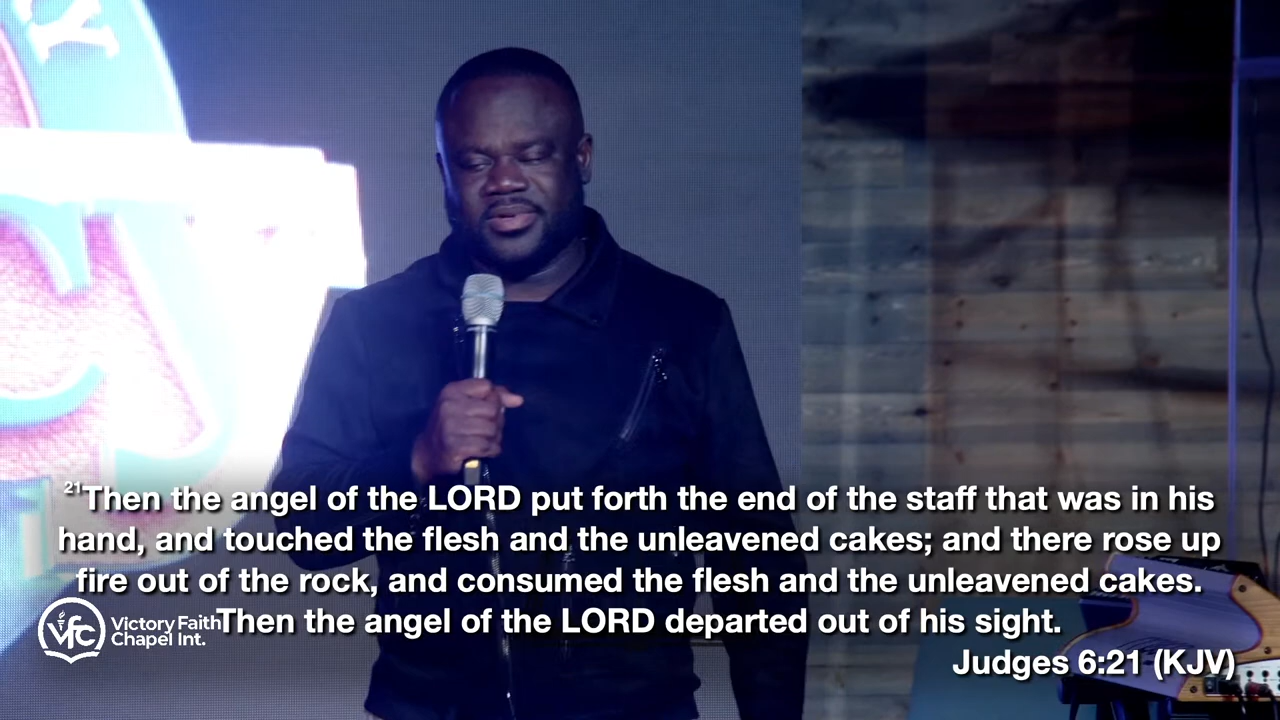 21Then the angel of the LORD put forth the end of the staff that was in his
hand, and touched the flesh and the unleavened cakes; and there rose up
fire out of the rock, and consumed the flesh and the unleavened cakes.
Then the angel of the LORD departed out of his sight.
Judges 6:21 (KJV)
vfc
Victory Faith
Chapel Int.